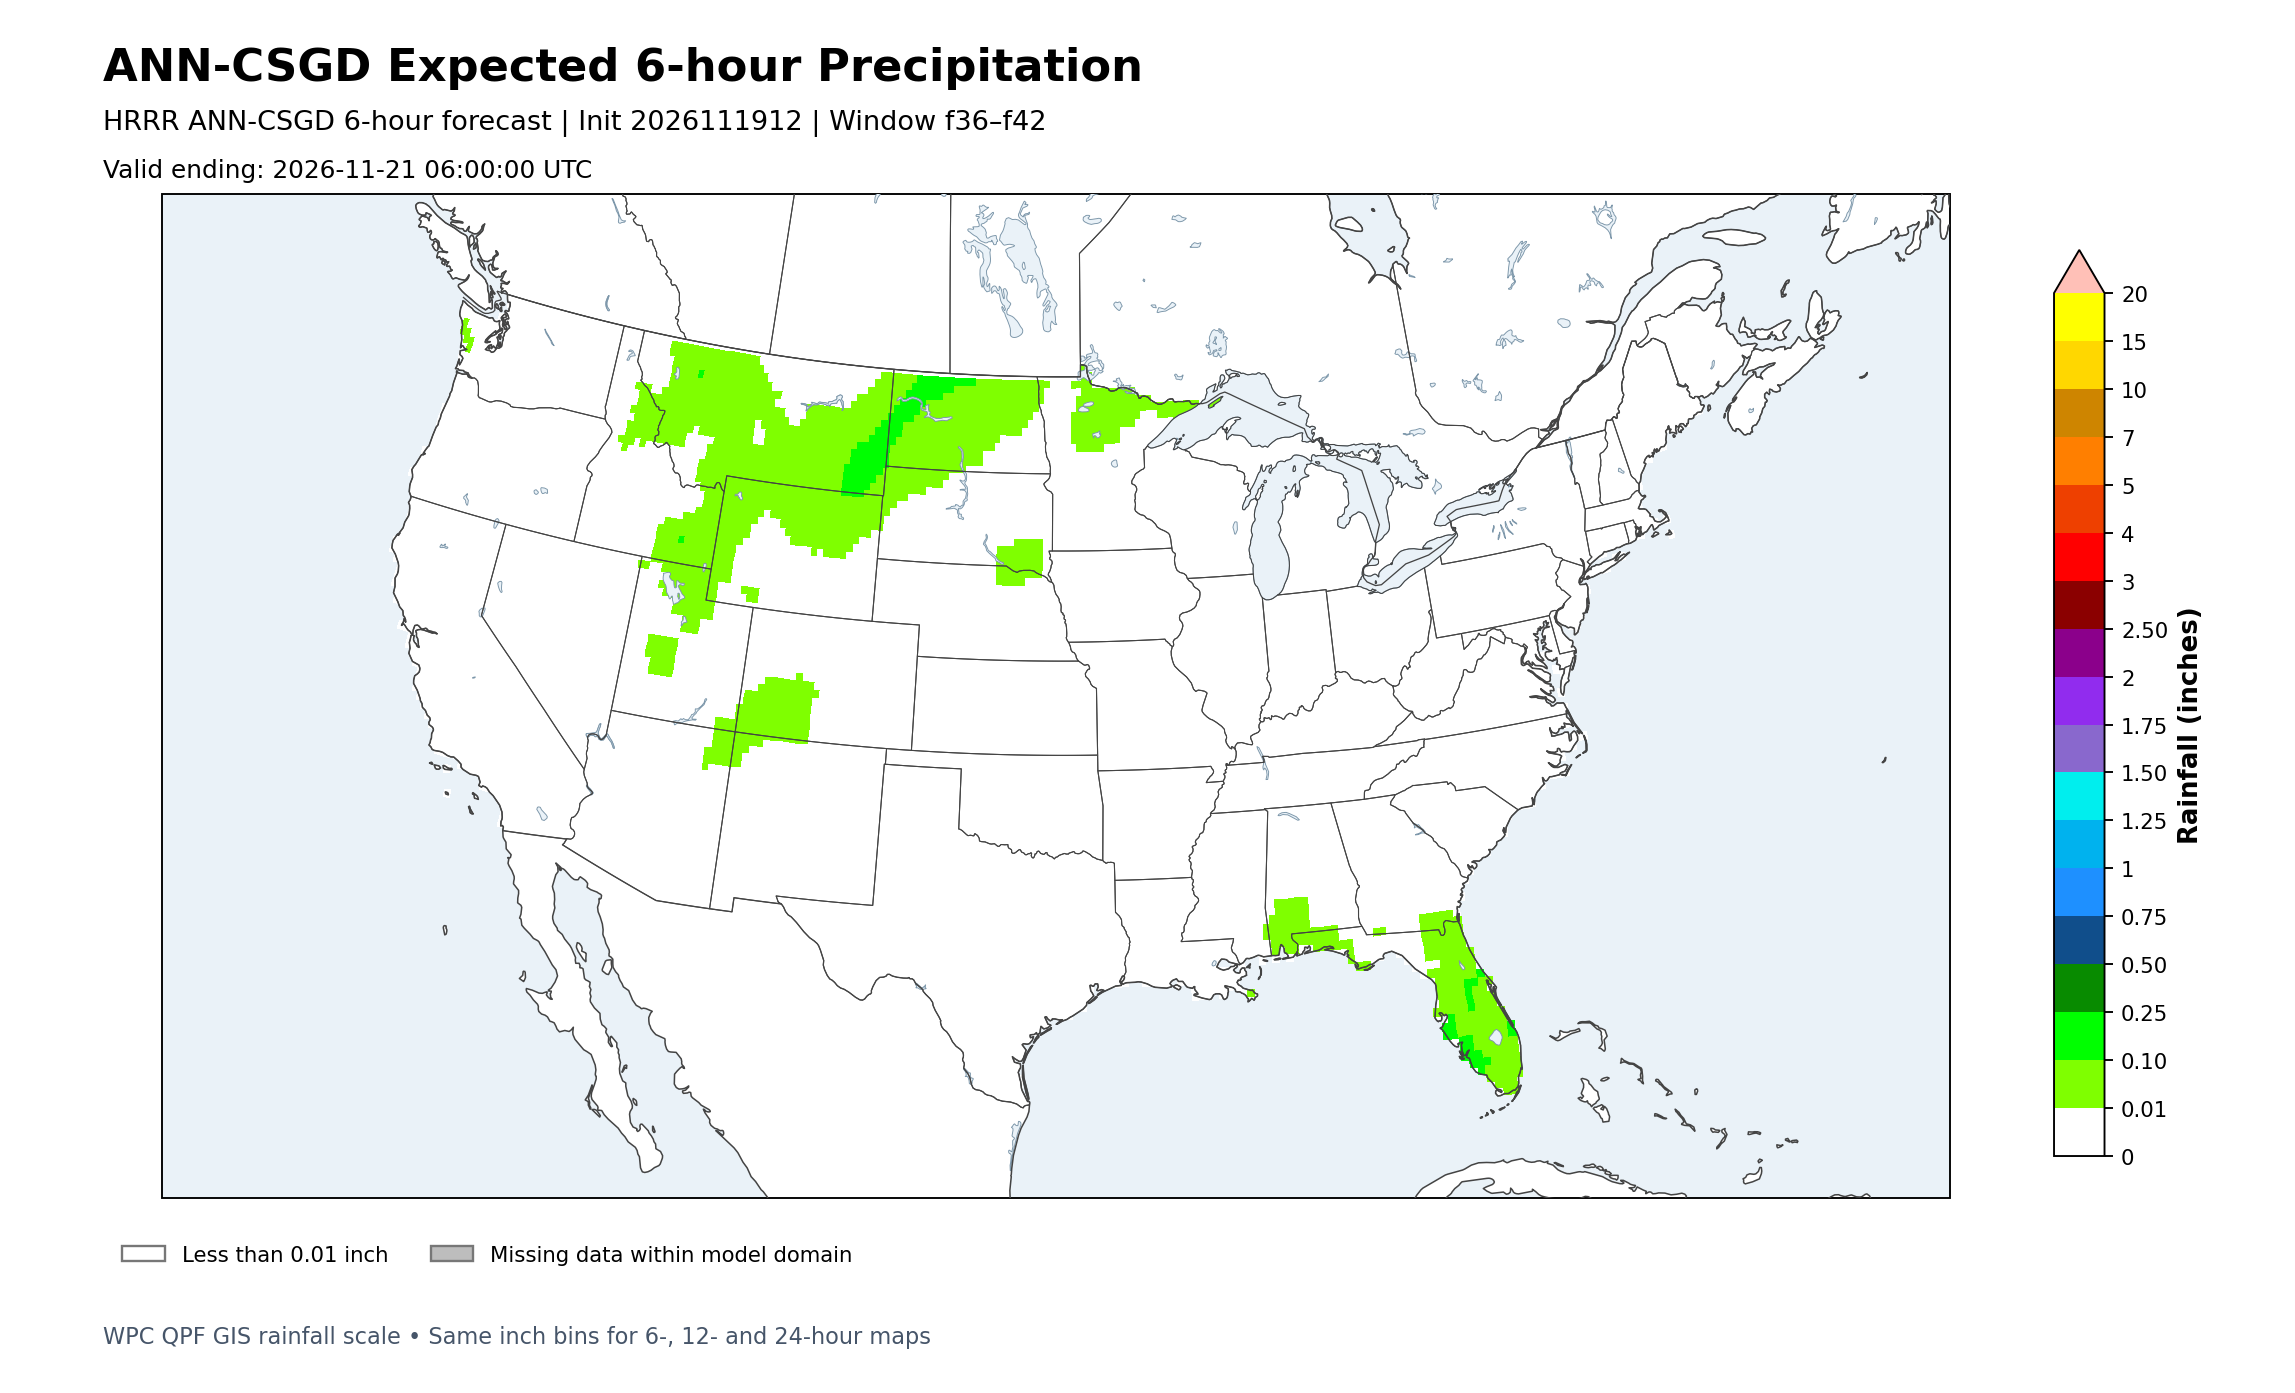 ANN-CSGD Expected 6-hour Precipitation
HRRR ANN-CSGD 6-hour forecast | Init 2026111912 | Window f36–f42
Valid ending: 2026-11-21 06:00:00 UTC
20
15
10
7
5
4
3
2.50
2
1.75
1.50
1.25
1
0.75
0.50
0.25
0.10
0.01
0
Rainfall (inches)
Less than 0.01 inch
Missing data within model domain
WPC QPF GIS rainfall scale • Same inch bins for 6-, 12- and 24-hour maps